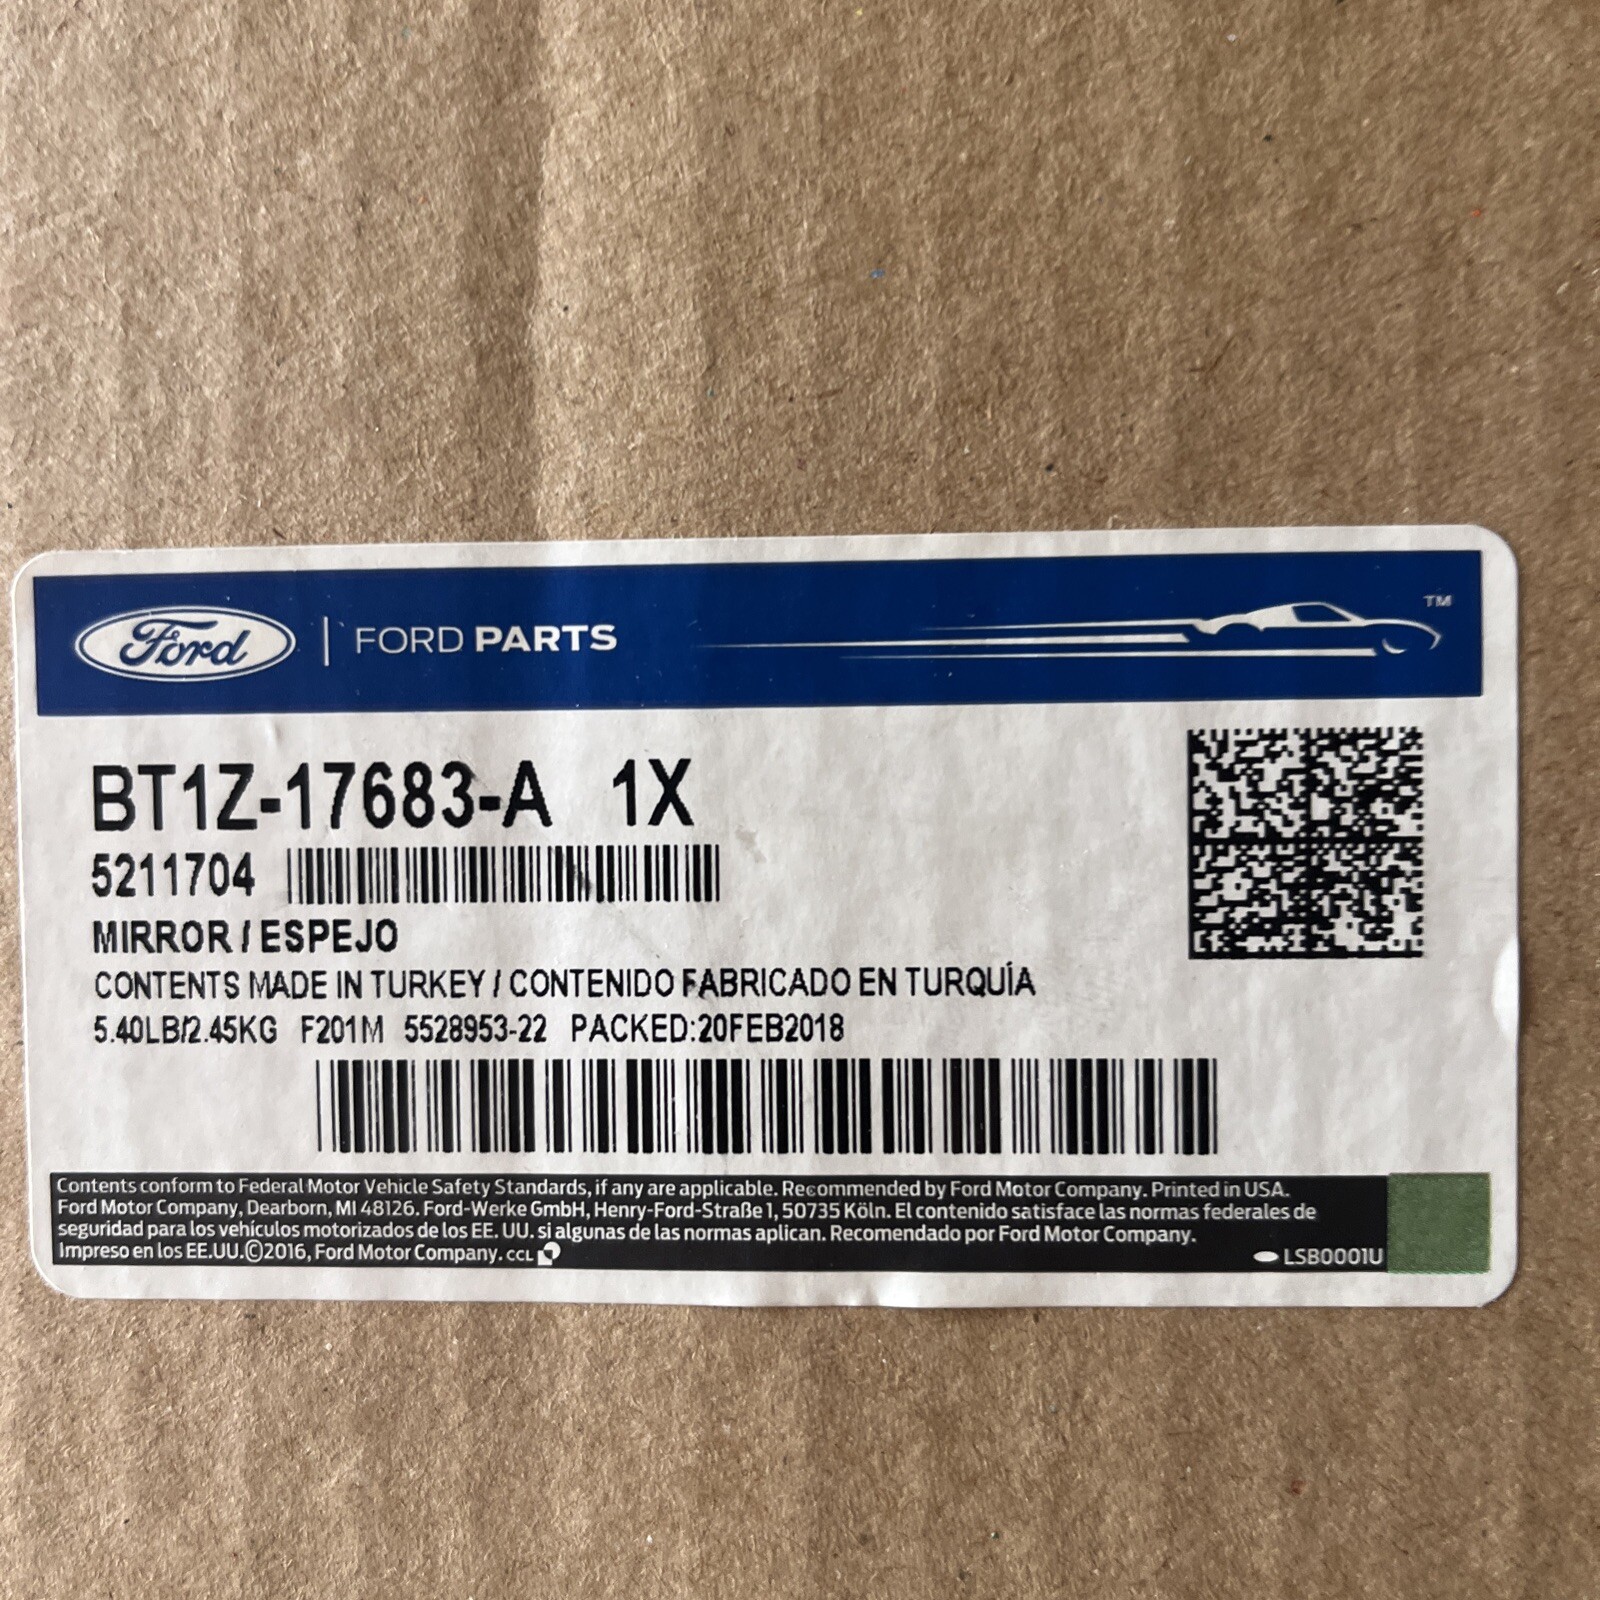 Ford | FORD PARTS TM
BT1Z-17683-A 1X
5211704
MIRROR / ESPEJO
CONTENTS MADE IN TURKEY / CONTENIDO FABRICADO EN TURQUÍA
5.40LB/2.45KG F201M 5528953-22 PACKED:20FEB2018
Contents conform to Federal Motor Vehicle Safety Standards, if any are applicable. Recommended by Ford Motor Company. Printed in USA.
Ford Motor Company, Dearborn, MI 48126. Ford-Werke GmbH, Henry-Ford-Straße 1, 50735 Köln. El contenido satisface las normas federales de
seguridad para los vehículos motorizados de los EE. UU. si algunas de las normas aplican. Recomendado por Ford Motor Company.
Impreso en los EE.UU.©2016, Ford Motor Company. CCL LSB0001U